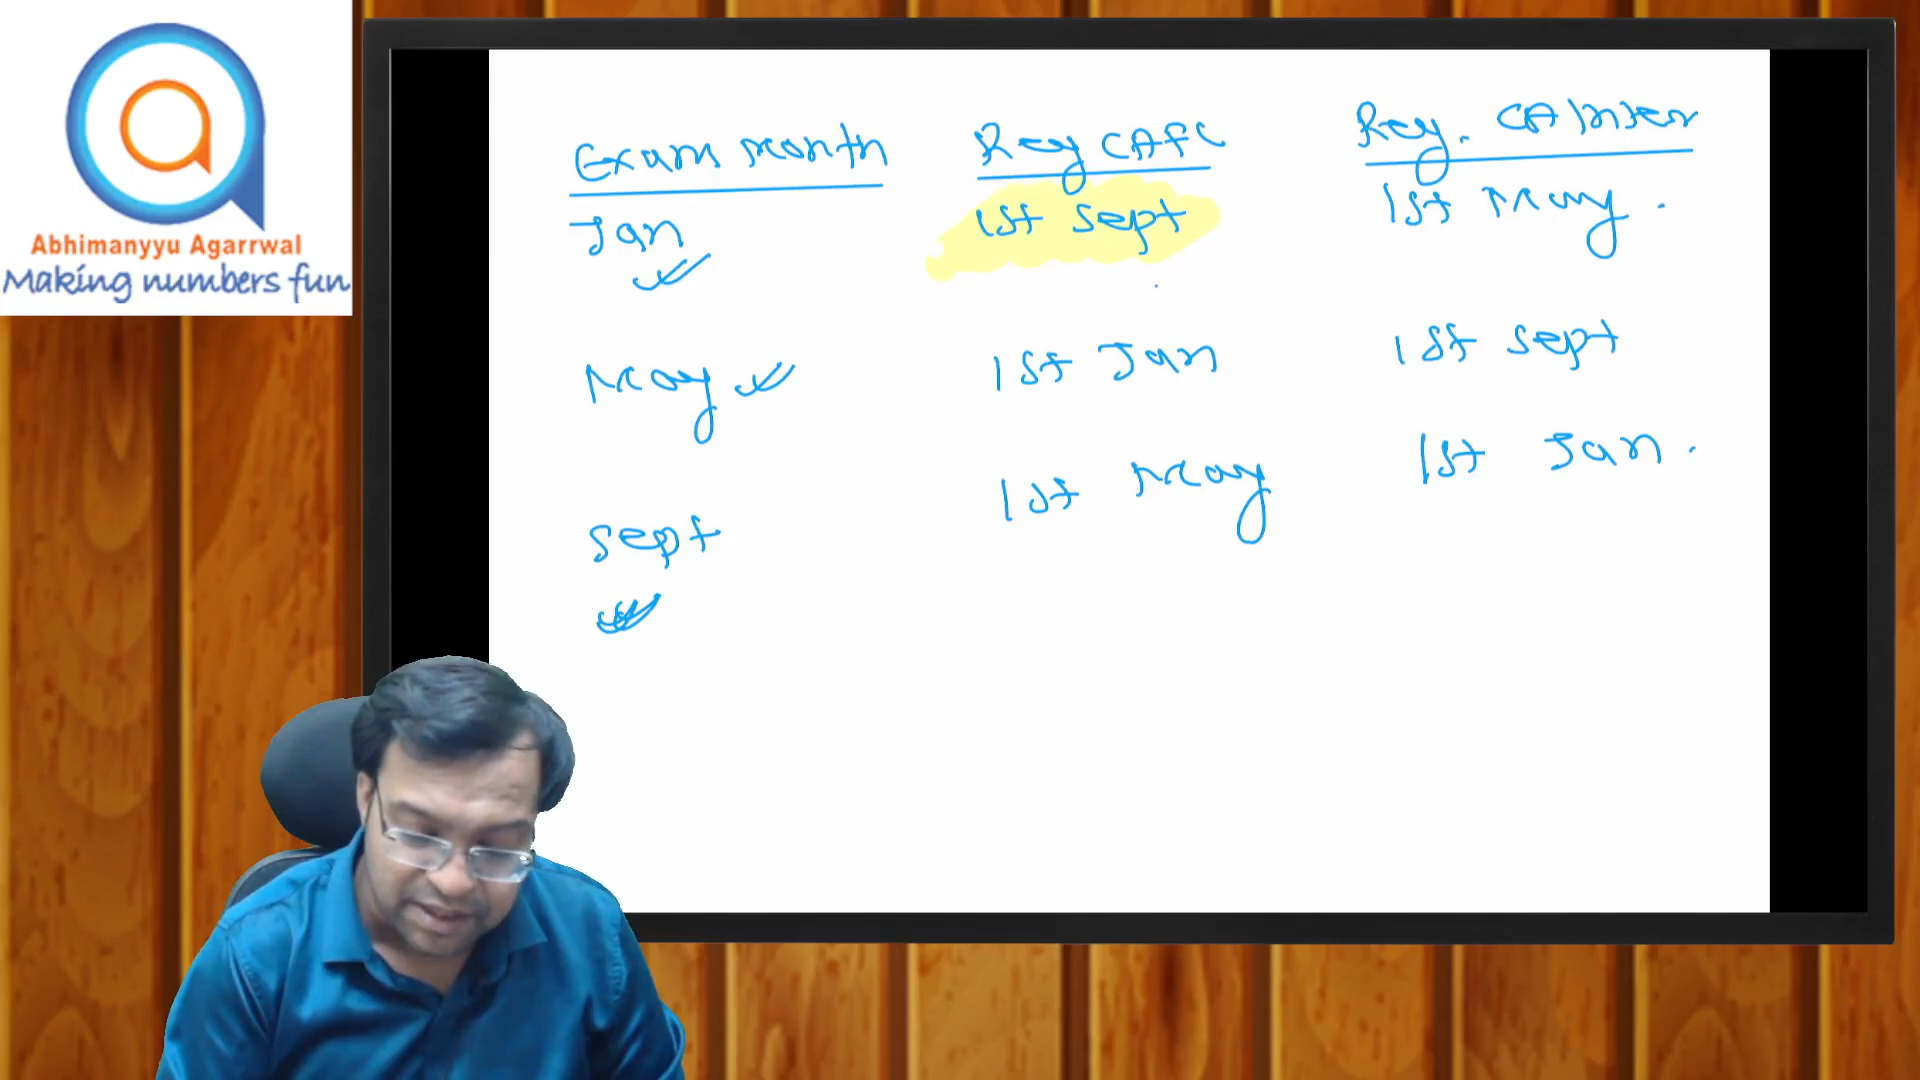 Abhimanyyu Agarrwal
Making numbers fun
Exam month Reg CAFC Reg. CA Inter
Jan 1st Sept 1st May.
May 1st Jan 1st Sept
Sept 1st May 1st Jan.